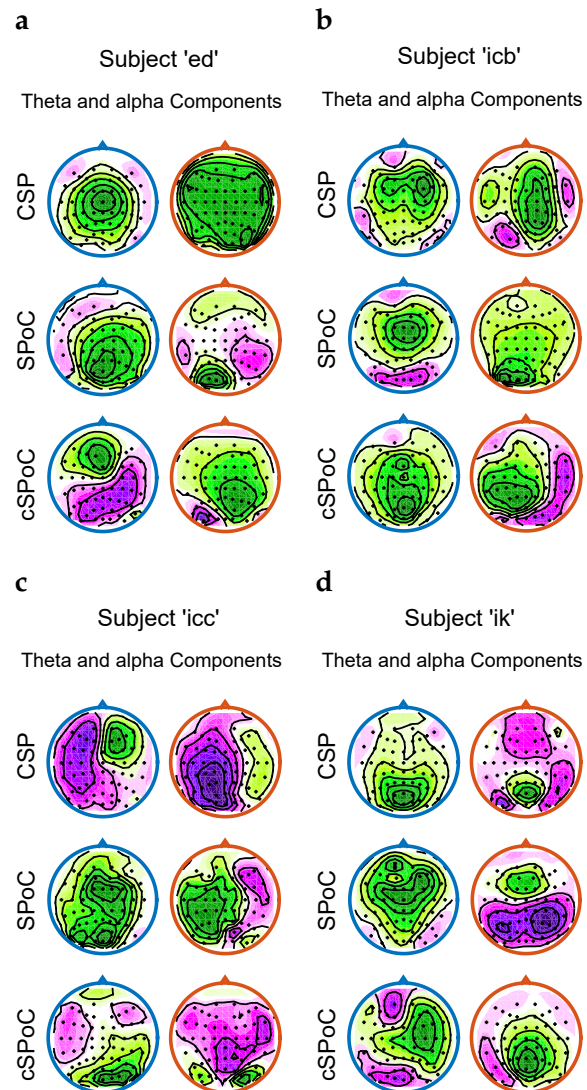 a
Subject 'ed'
Theta and alpha Components
CSP
SPoC
cSPoC
b
Subject 'icb'
Theta and alpha Components
CSP
SPoC
cSPoC
c
Subject 'icc'
Theta and alpha Components
CSP
SPoC
cSPoC
d
Subject 'ik'
Theta and alpha Components
CSP
SPoC
cSPoC